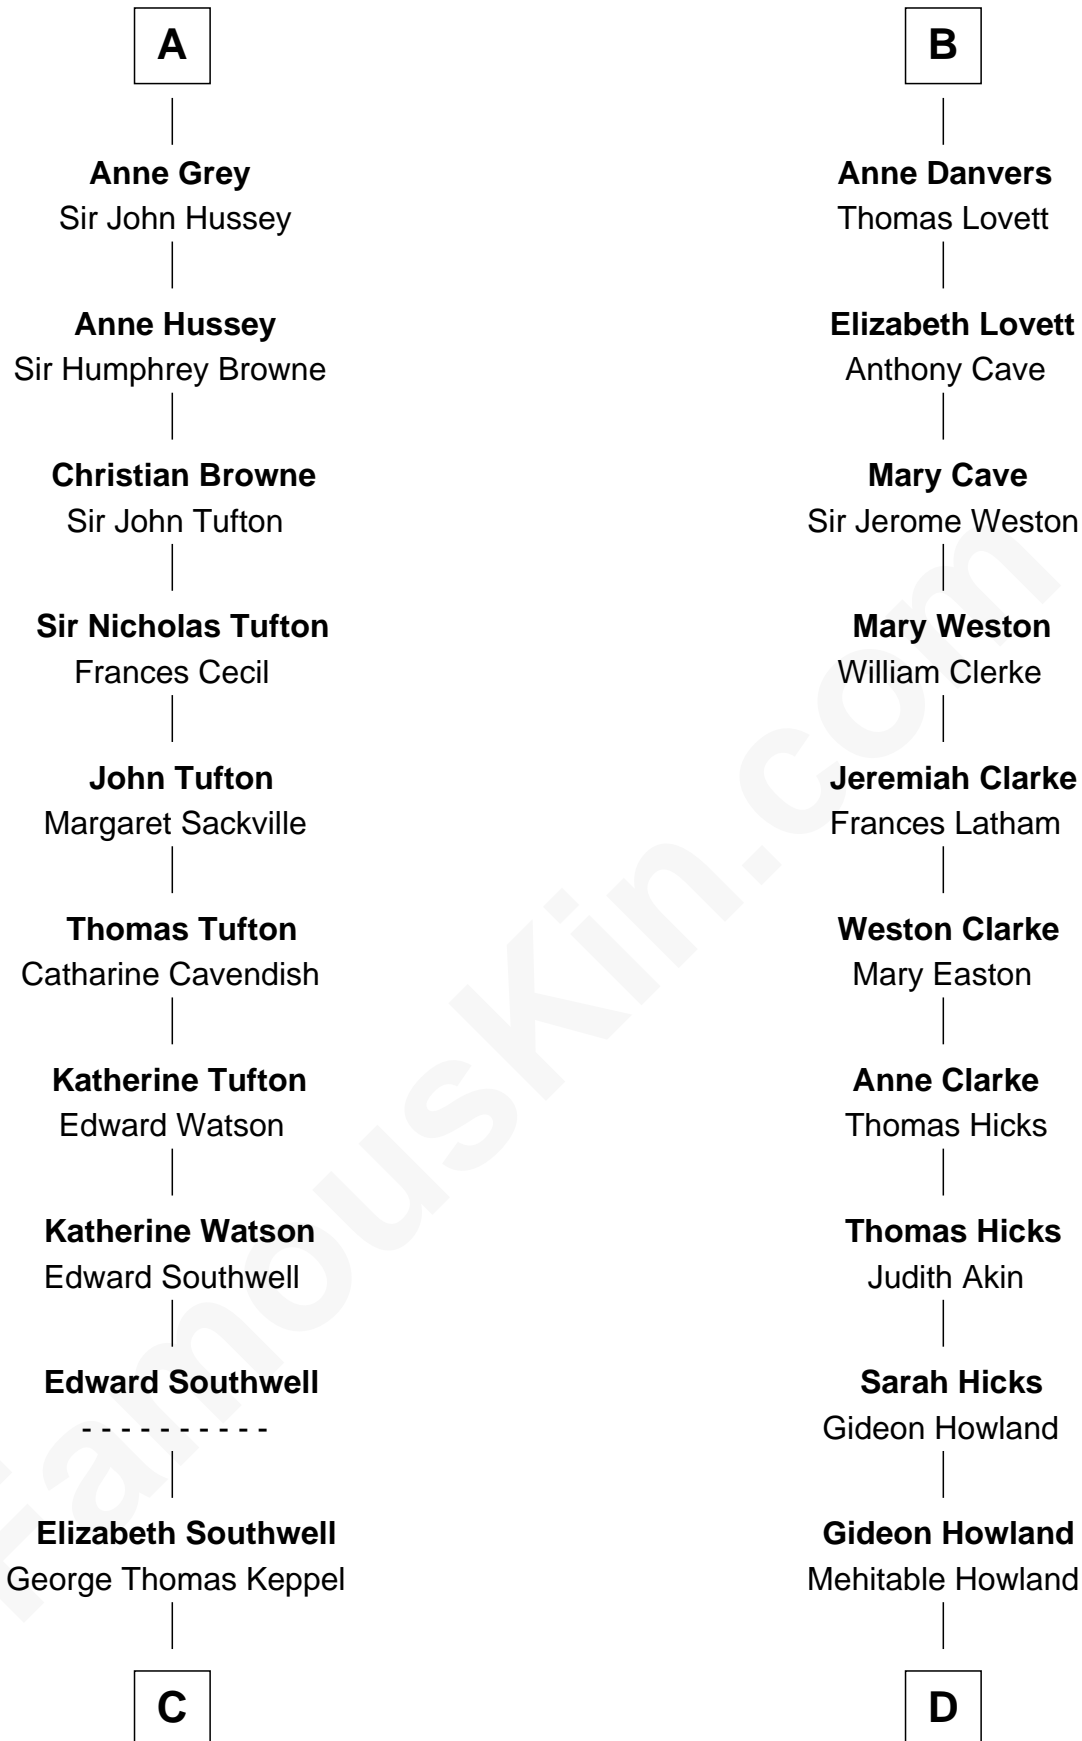 A
Anne Grey
Sir John Hussey
Anne Hussey
Sir Humphrey Browne
Christian Browne
Sir John Tufton
Sir Nicholas Tufton
Frances Cecil
John Tufton
Margaret Sackville
Thomas Tufton
Catharine Cavendish
Katherine Tufton
Edward Watson
Katherine Watson
Edward Southwell
Edward Southwell
- - - - - - - - - -
Elizabeth Southwell
George Thomas Keppel
C
B
Anne Danvers
Thomas Lovett
Elizabeth Lovett
Anthony Cave
Mary Cave
Sir Jerome Weston
Mary Weston
William Clerke
Jeremiah Clarke
Frances Latham
Weston Clarke
Mary Easton
Anne Clarke
Thomas Hicks
Thomas Hicks
Judith Akin
Sarah Hicks
Gideon Howland
Gideon Howland
Mehitable Howland
D
FamousKin.com